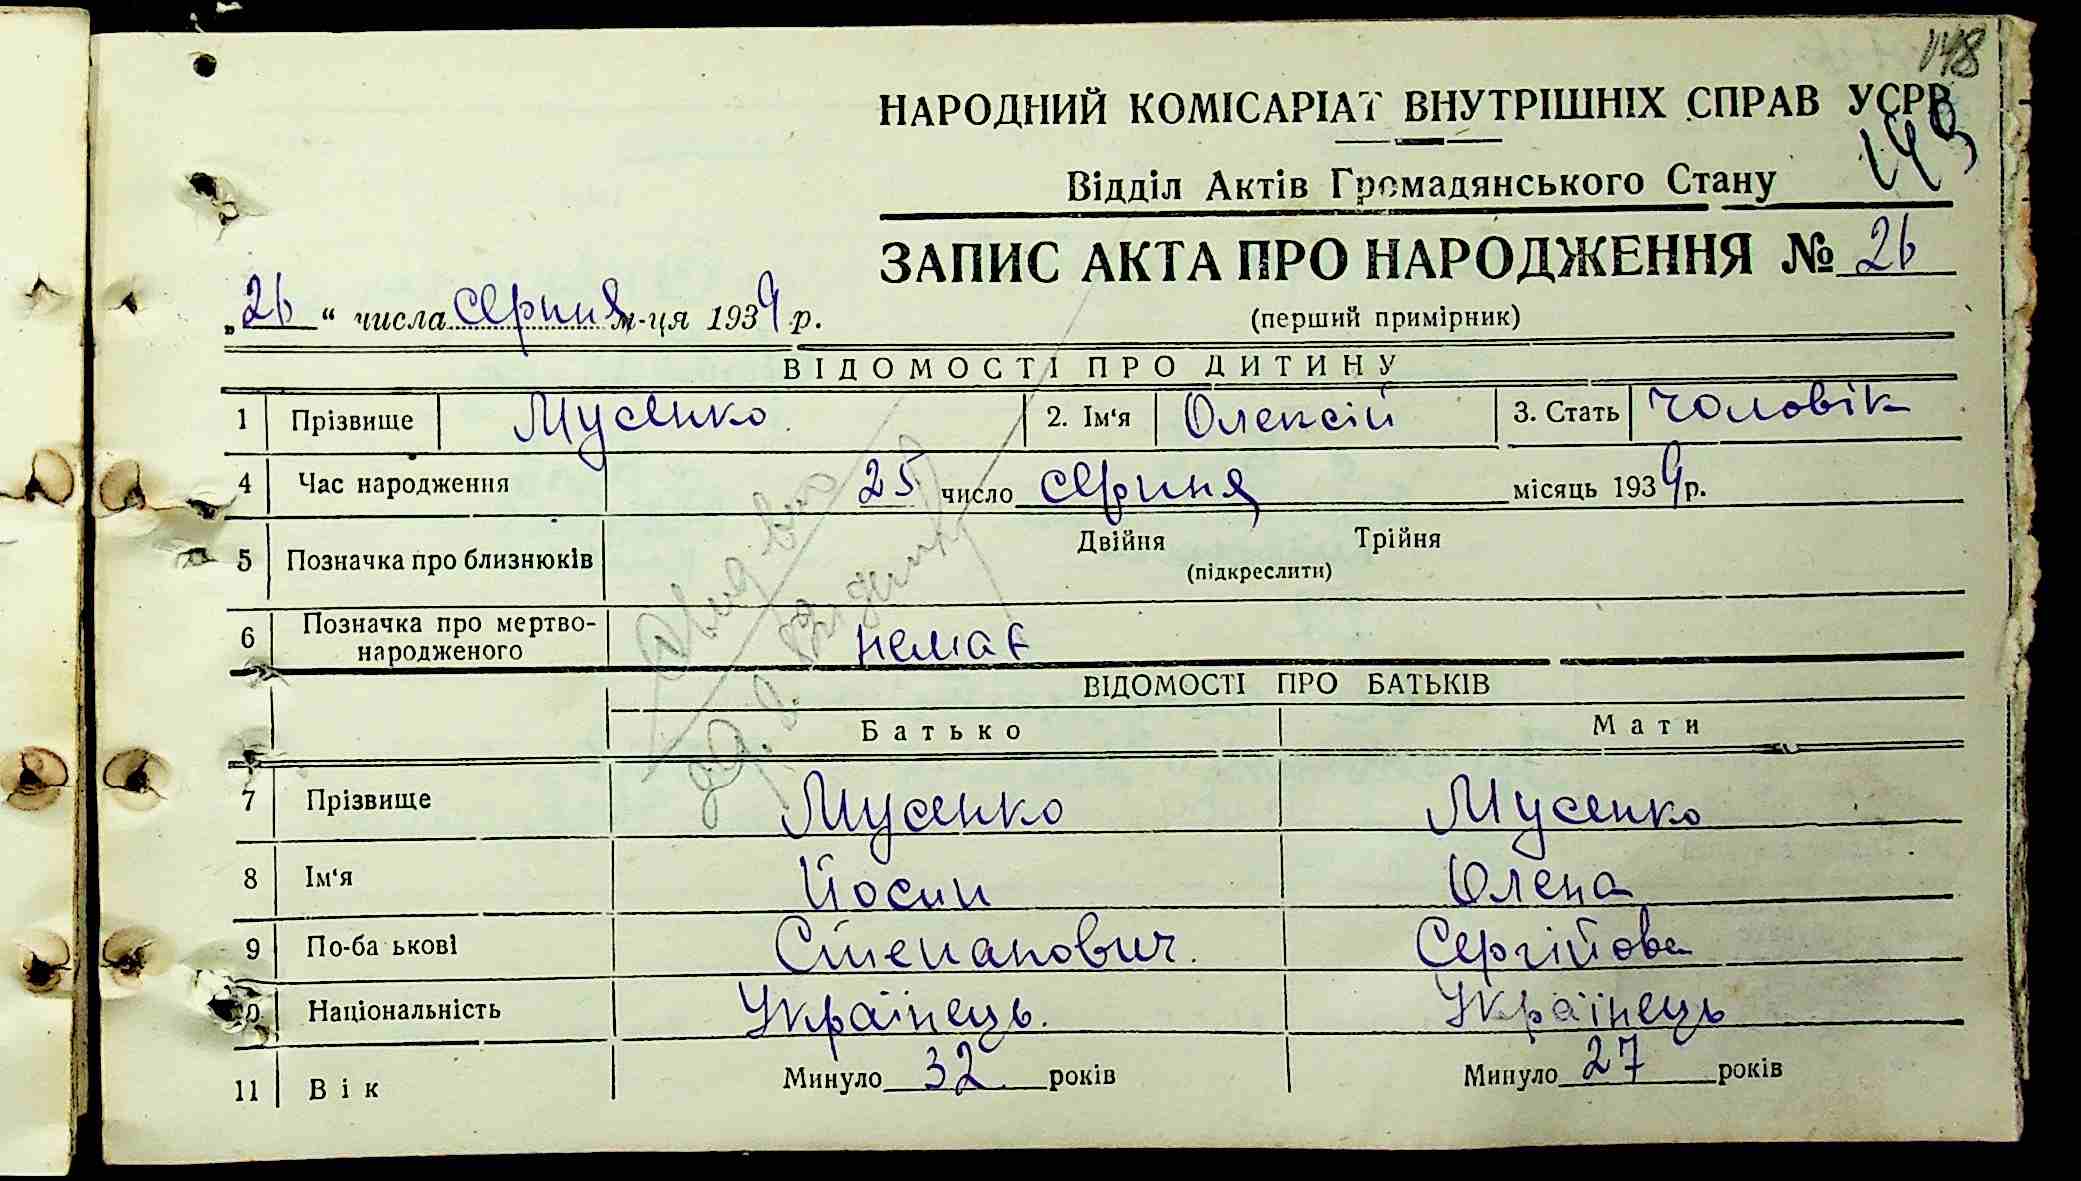 148
НАРОДНИЙ КОМІСАРІАТ ВНУТРІШНІХ СПРАВ УСРР
Відділ Актів Громадянського Стану
ЗАПИС АКТА ПРО НАРОДЖЕННЯ № 26
„26“ числа серпня м-ця 1939 р.
(перший примірник)
ВІДОМОСТІ ПРО ДИТИНУ
1 Прізвище Мусенко 2. Ім‘я Олексій 3. Стать чоловік
4 Час народження 25 число серпня місяць 1939 р.
5 Позначка про близнюків Двійня Трійня
(підкреслити)
6 Позначка про мертво-
народженого немає
ВІДОМОСТІ ПРО БАТЬКІВ
Батько Мати
7 Прізвище Мусенко Мусенко
8 Ім‘я Йосип Олена
9 По-ба ькові Степанович. Сергійова
Національність Українець. Українець
11 Вік Минуло 32 років Минуло 27 років